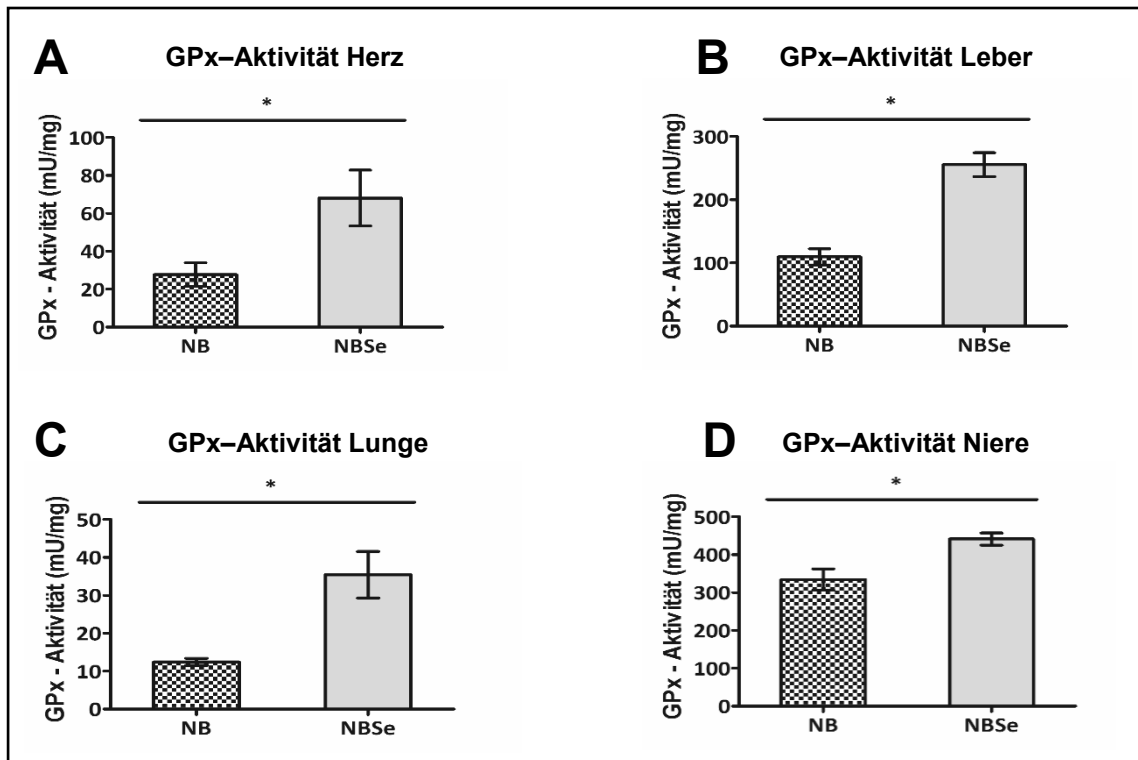 A
GPx–Aktivität Herz
*
GPx - Aktivität (mU/mg)
100
80
60
40
20
0
NB NBSe
B
GPx–Aktivität Leber
*
GPx - Aktivität (mU/mg)
300
200
100
0
NB NBSe
C
GPx–Aktivität Lunge
*
GPx - Aktivität (mU/mg)
50
40
30
20
10
0
NB NBSe
D
GPx–Aktivität Niere
*
GPx - Aktivität (mU/mg)
500
400
300
200
100
0
NB NBSe